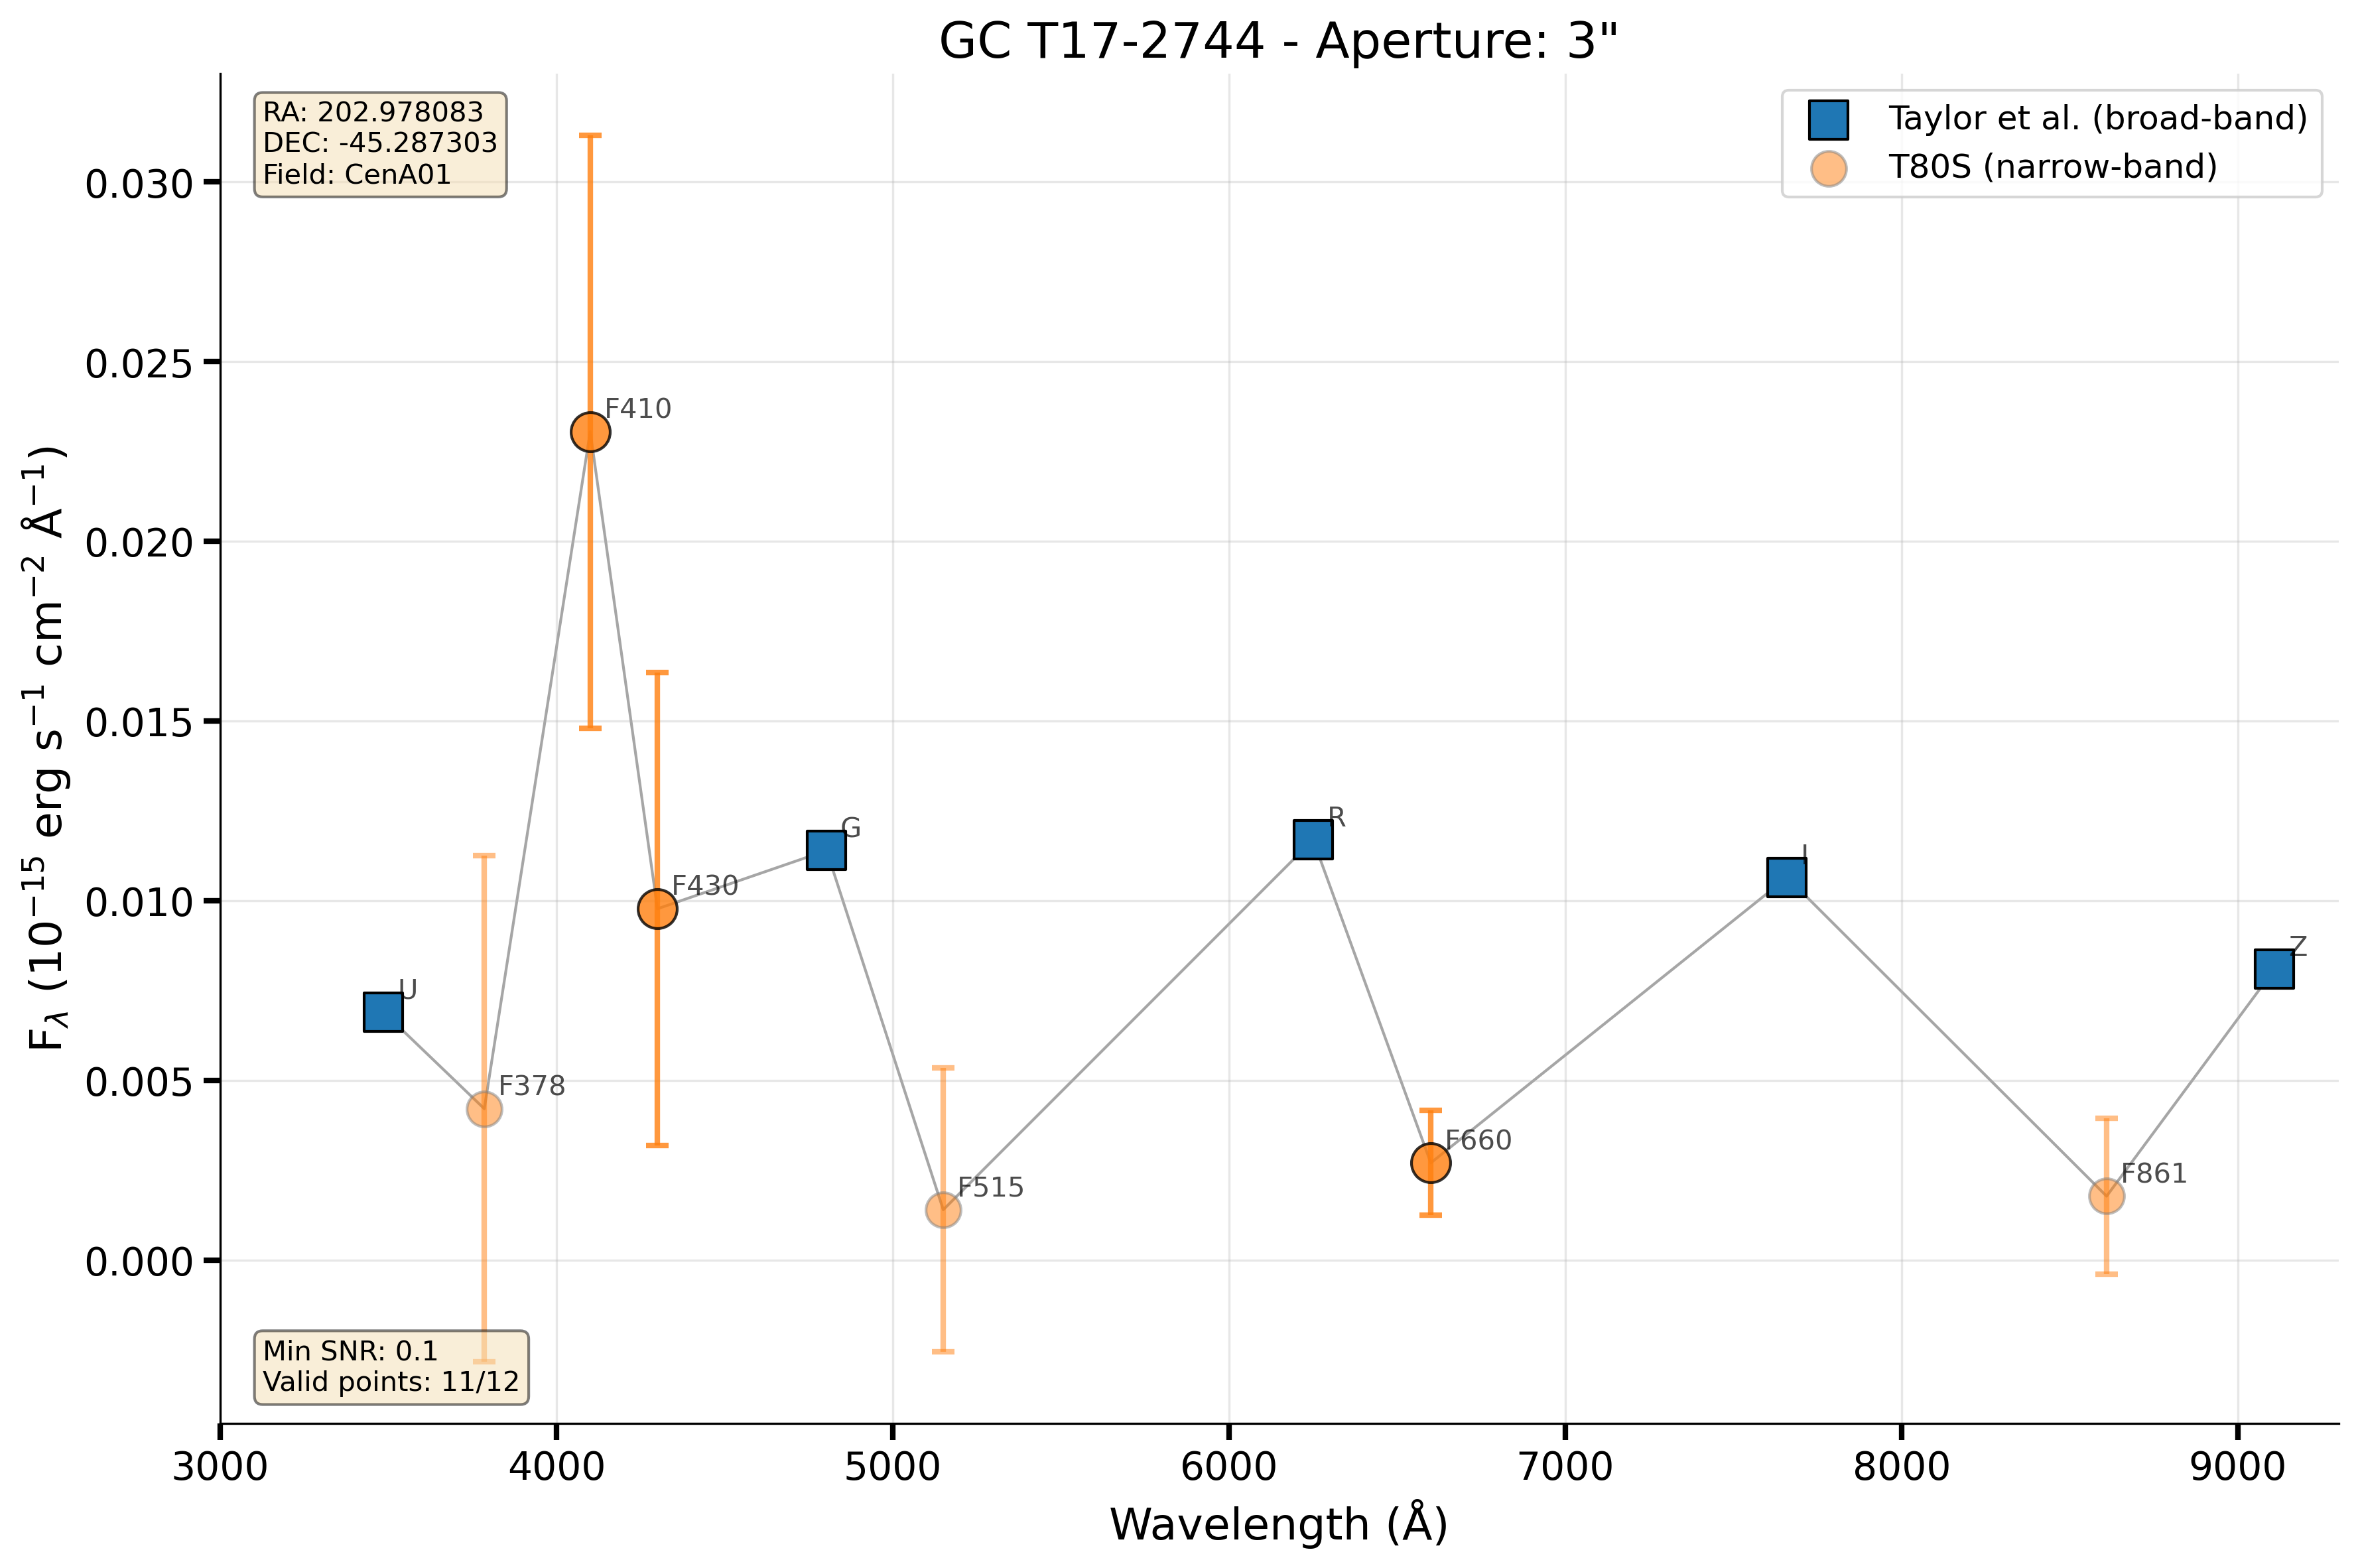 GC T17-2744 - Aperture: 3"
RA: 202.978083
DEC: -45.287303
Field: CenA01
Taylor et al. (broad-band)
T80S (narrow-band)
0.030
0.025
0.020
0.015
0.010
0.005
0.000
F410
F430
G
R
I
Z
U
F378
F515
F660
F861
Min SNR: 0.1
Valid points: 11/12
3000 4000 5000 6000 7000 8000 9000
Wavelength (Å)
Fλ (10⁻¹⁵ erg s⁻¹ cm⁻² Å⁻¹)